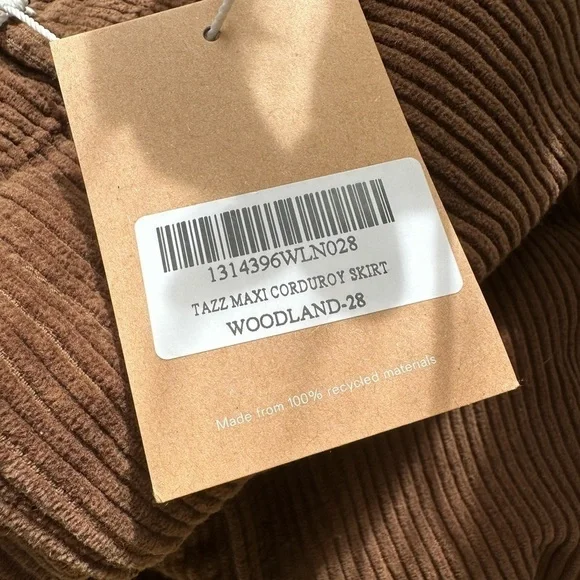 1314396WLN028
TAZZ MAXI CORDUROY SKIRT
WOODLAND-28
Made from 100% recycled materials